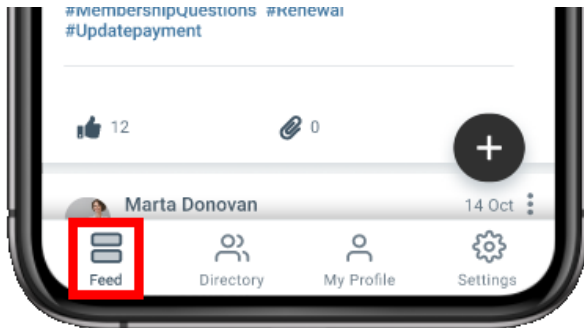 #MembershipQuestions #Renewal
#Updatepayment
12
0
Marta Donovan
14 Oct
Feed
Directory
My Profile
Settings